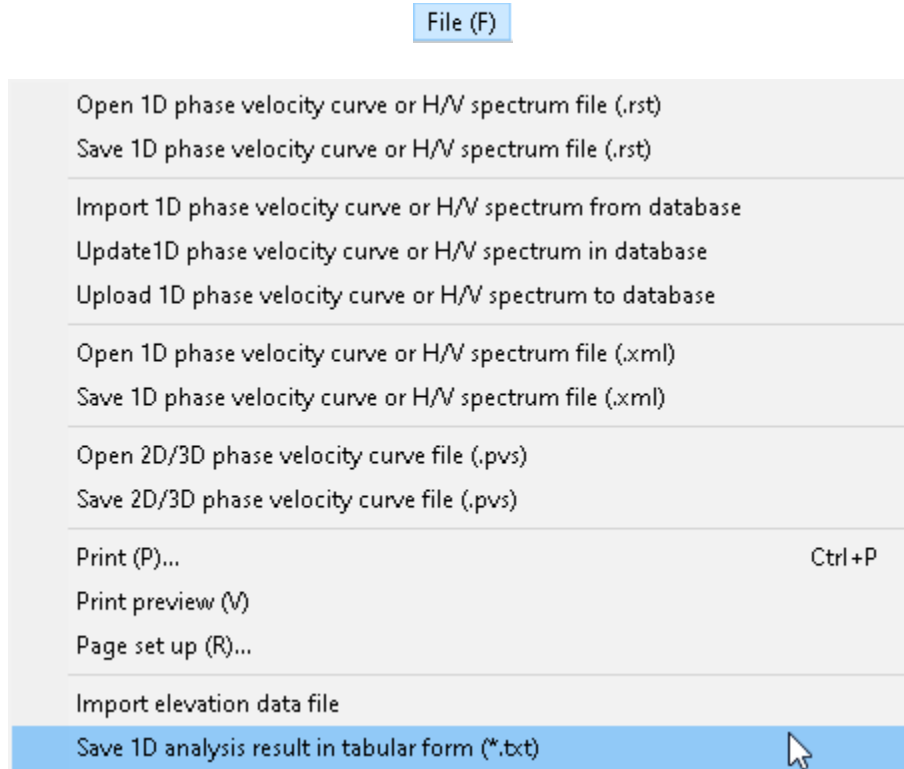 File (F)
Open 1D phase velocity curve or H/V spectrum file (.rst)
Save 1D phase velocity curve or H/V spectrum file (.rst)
Import 1D phase velocity curve or H/V spectrum from database
Update1D phase velocity curve or H/V spectrum in database
Upload 1D phase velocity curve or H/V spectrum to database
Open 1D phase velocity curve or H/V spectrum file (.xml)
Save 1D phase velocity curve or H/V spectrum file (.xml)
Open 2D/3D phase velocity curve file (.pvs)
Save 2D/3D phase velocity curve file (.pvs)
Print (P)... Ctrl+P
Print preview (V)
Page set up (R)...
Import elevation data file
Save 1D analysis result in tabular form (*.txt)